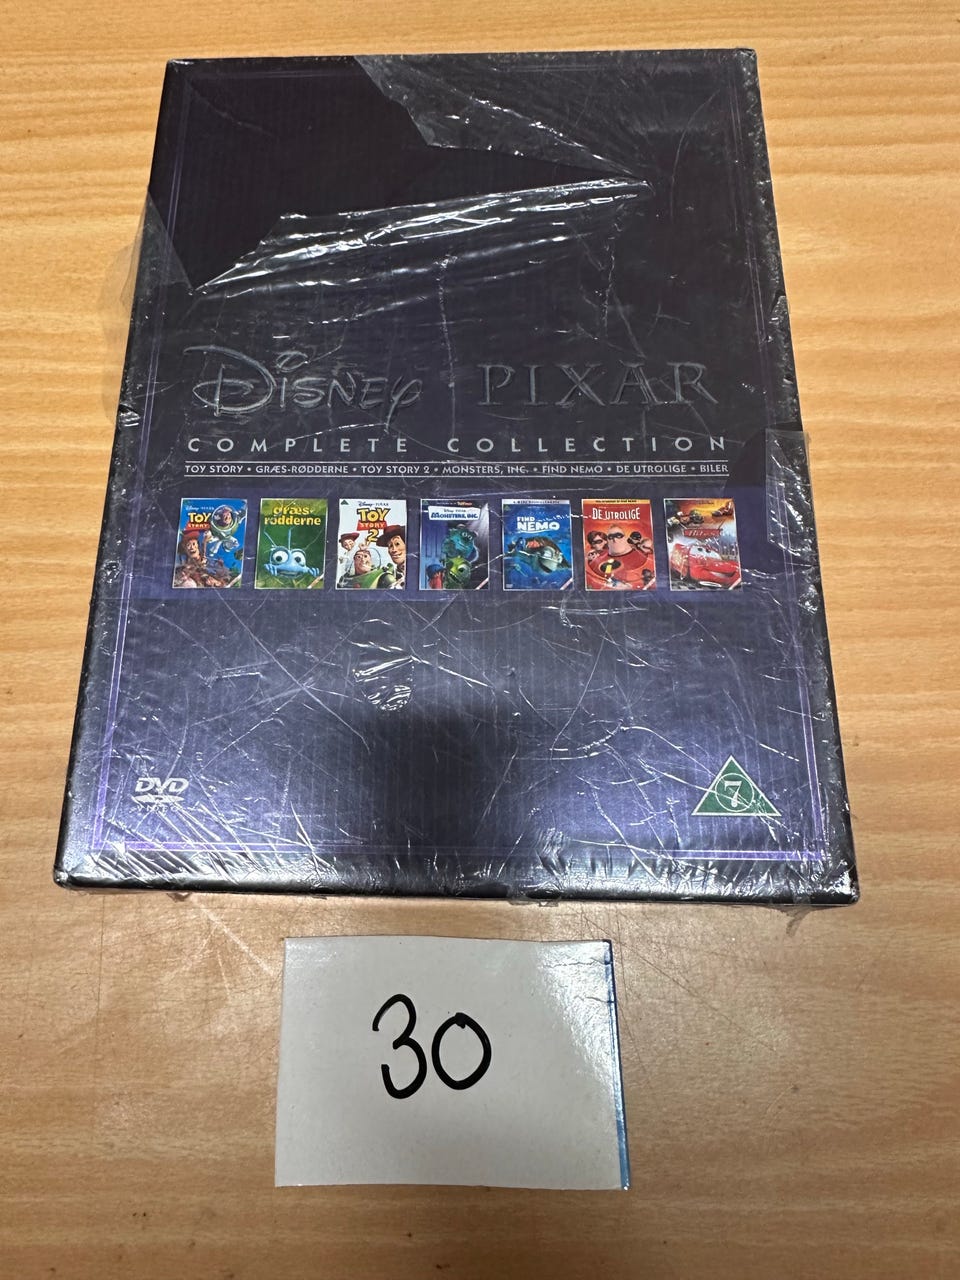 DISNEY PIXAR
COMPLETE COLLECTION
TOY STORY • GRÆS-RØDDERNE • TOY STORY 2 • MONSTERS, INC. • FIND NEMO • DE UTROLIGE • BILER
TOY STORY
græs-rødderne
TOY STORY 2
MONSTERS, INC.
FIND NEMO
DE UTROLIGE
DVD
VIDEO
7
30